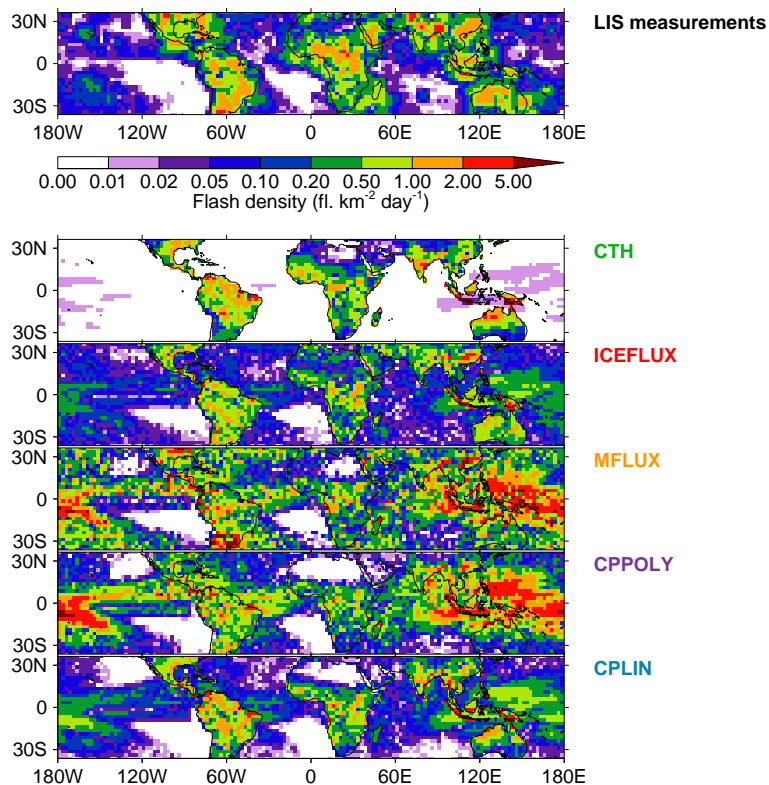 30N
0
30S
LIS measurements
180W 120W 60W 0 60E 120E 180E
0.00 0.01 0.02 0.05 0.10 0.20 0.50 1.00 2.00 5.00
Flash density (fl. km⁻² day⁻¹)
30N
0
30S
CTH
30N
0
30S
ICEFLUX
30N
0
30S
MFLUX
30N
0
30S
CPPOLY
30N
0
30S
CPLIN
180W 120W 60W 0 60E 120E 180E